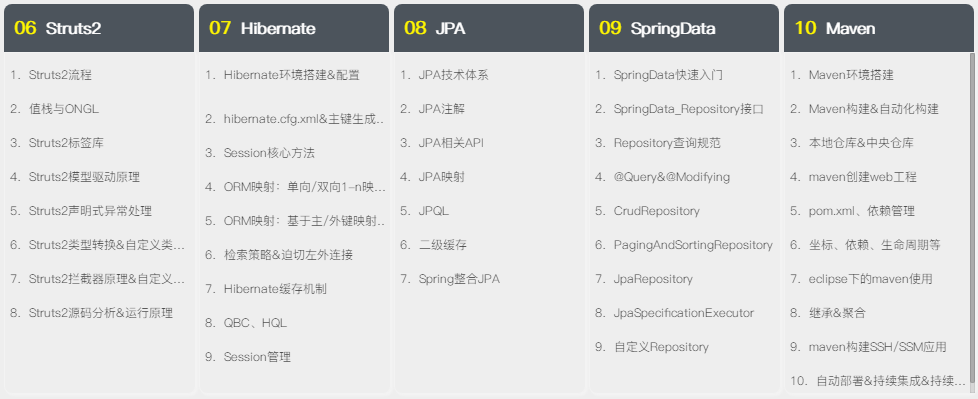 06 Struts2
1. Struts2流程
2. 值栈与ONGL
3. Struts2标签库
4. Struts2模型驱动原理
5. Struts2声明式异常处理
6. Struts2类型转换&自定义类...
7. Struts2拦截器原理&自定义...
8. Struts2源码分析&运行原理
07 Hibernate
1. Hibernate环境搭建&配置
2. hibernate.cfg.xml&主键生成...
3. Session核心方法
4. ORM映射：单向/双向1-n映...
5. ORM映射：基于主/外键映射...
6. 检索策略&迫切左外连接
7. Hibernate缓存机制
8. QBC、HQL
9. Session管理
08 JPA
1. JPA技术体系
2. JPA注解
3. JPA相关API
4. JPA映射
5. JPQL
6. 二级缓存
7. Spring整合JPA
09 SpringData
1. SpringData快速入门
2. SpringData_Repository接口
3. Repository查询规范
4. @Query&@Modifying
5. CrudRepository
6. PagingAndSortingRepository
7. JpaRepository
8. JpaSpecificationExecutor
9. 自定义Repository
10 Maven
1. Maven环境搭建
2. Maven构建&自动化构建
3. 本地仓库&中央仓库
4. maven创建web工程
5. pom.xml、依赖管理
6. 坐标、依赖、生命周期等
7. eclipse下的maven使用
8. 继承&聚合
9. maven构建SSH/SSM应用
10. 自动部署&持续集成&持续...